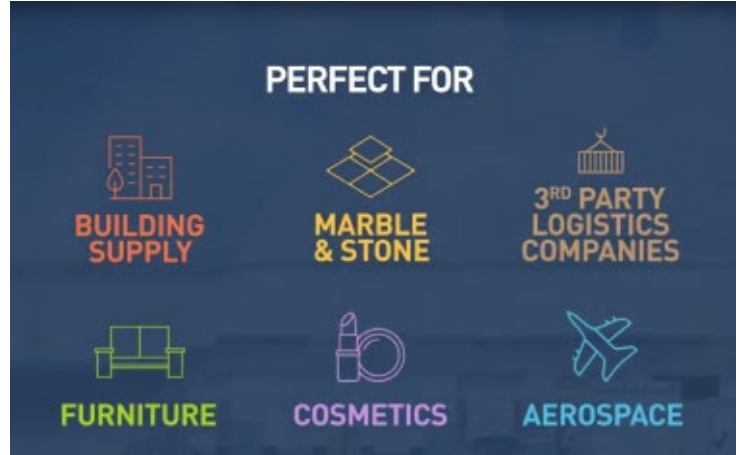 PERFECT FOR
BUILDING
SUPPLY
MARBLE
& STONE
3RD PARTY
LOGISTICS
COMPANIES
FURNITURE
COSMETICS
AEROSPACE